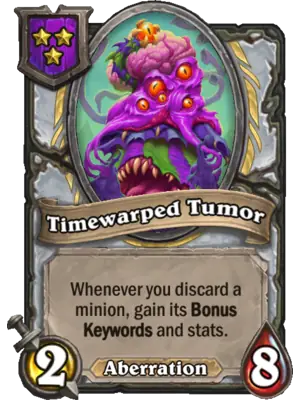 Timewarped Tumor
Whenever you discard a
minion, gain its Bonus
Keywords and stats.
2
Aberration
8